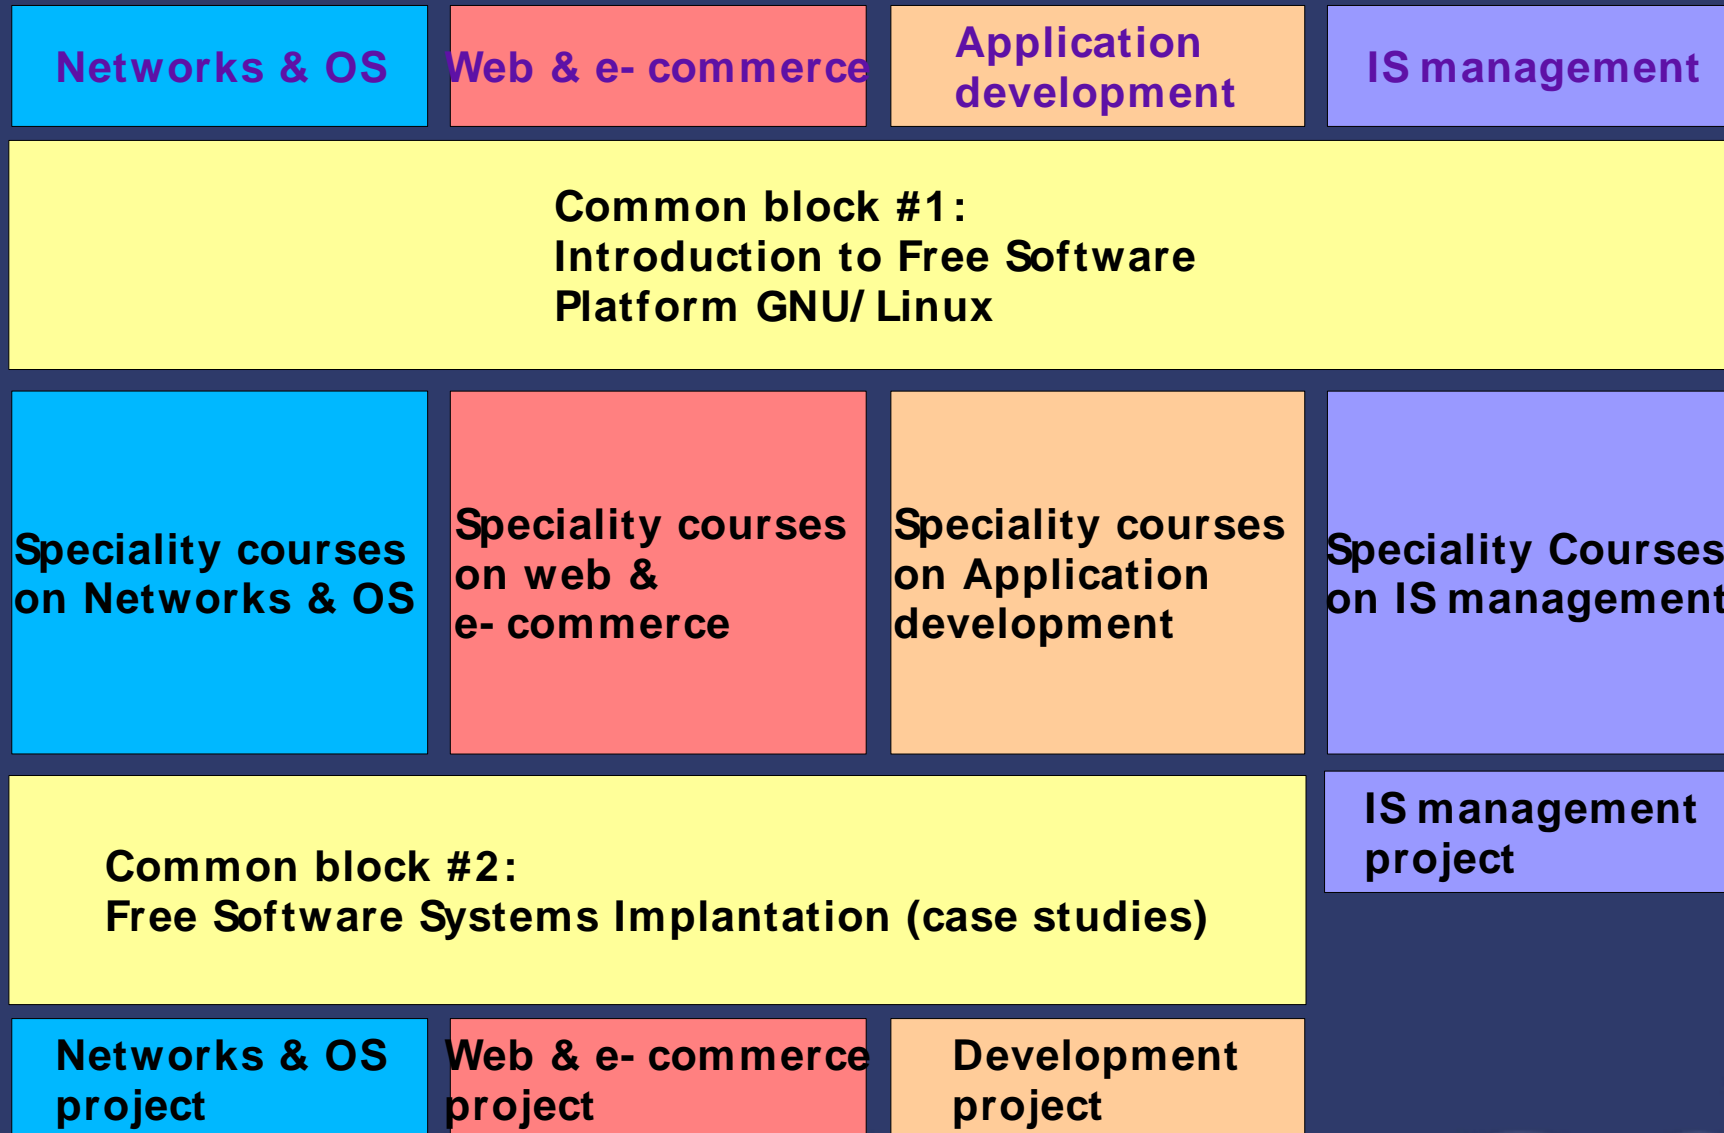 Networks & OS
Web & e- commerce
Application
development
IS management
Common block #1:
Introduction to Free Software
Platform GNU/ Linux
Speciality courses
on Networks & OS
Speciality courses
on web &
e- commerce
Speciality courses
on Application
development
Speciality Courses
on IS management
Common block #2:
Free Software Systems Implantation (case studies)
IS management
project
Networks & OS
project
Web & e- commerce
project
Development
project